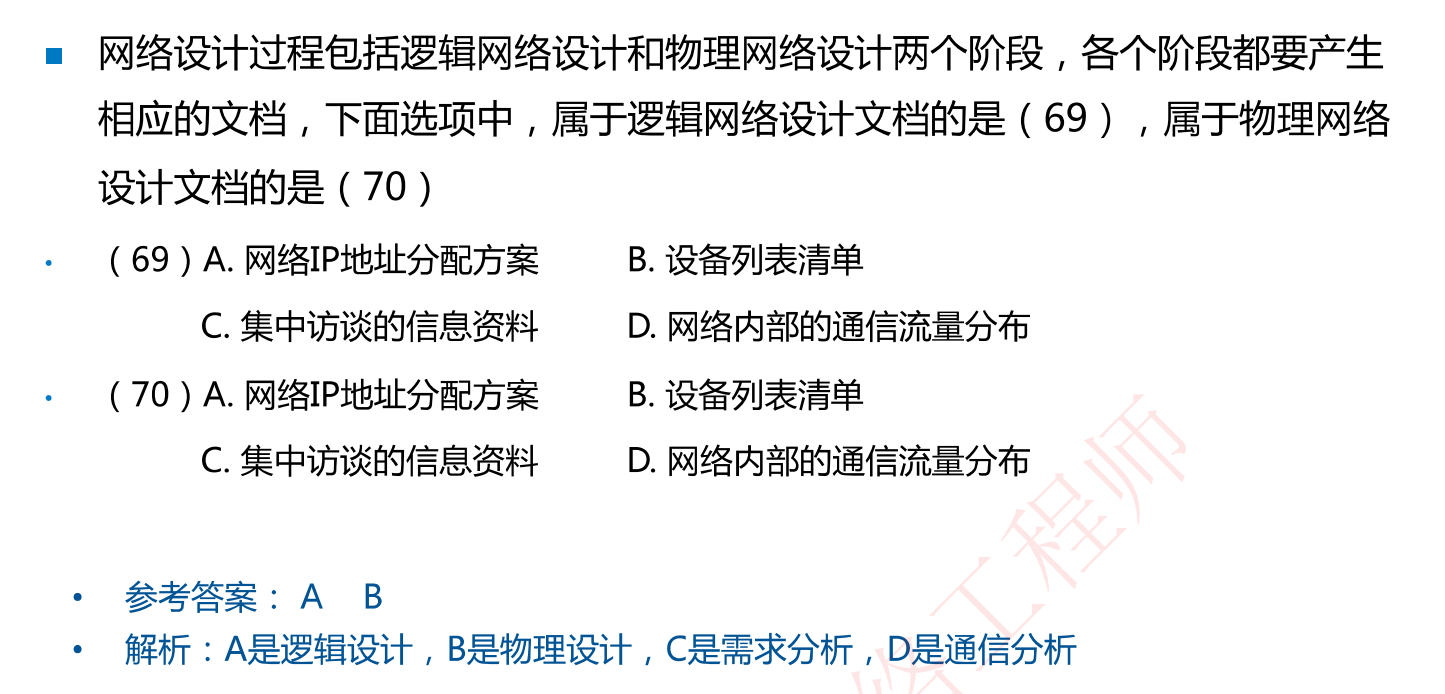 网络设计过程包括逻辑网络设计和物理网络设计两个阶段，各个阶段都要产生
相应的文档，下面选项中，属于逻辑网络设计文档的是（69），属于物理网络
设计文档的是（70）
（69）A. 网络IP地址分配方案 B. 设备列表清单
C. 集中访谈的信息资料 D. 网络内部的通信流量分布
（70）A. 网络IP地址分配方案 B. 设备列表清单
C. 集中访谈的信息资料 D. 网络内部的通信流量分布
参考答案： A B
解析：A是逻辑设计，B是物理设计，C是需求分析，D是通信分析
络工程师